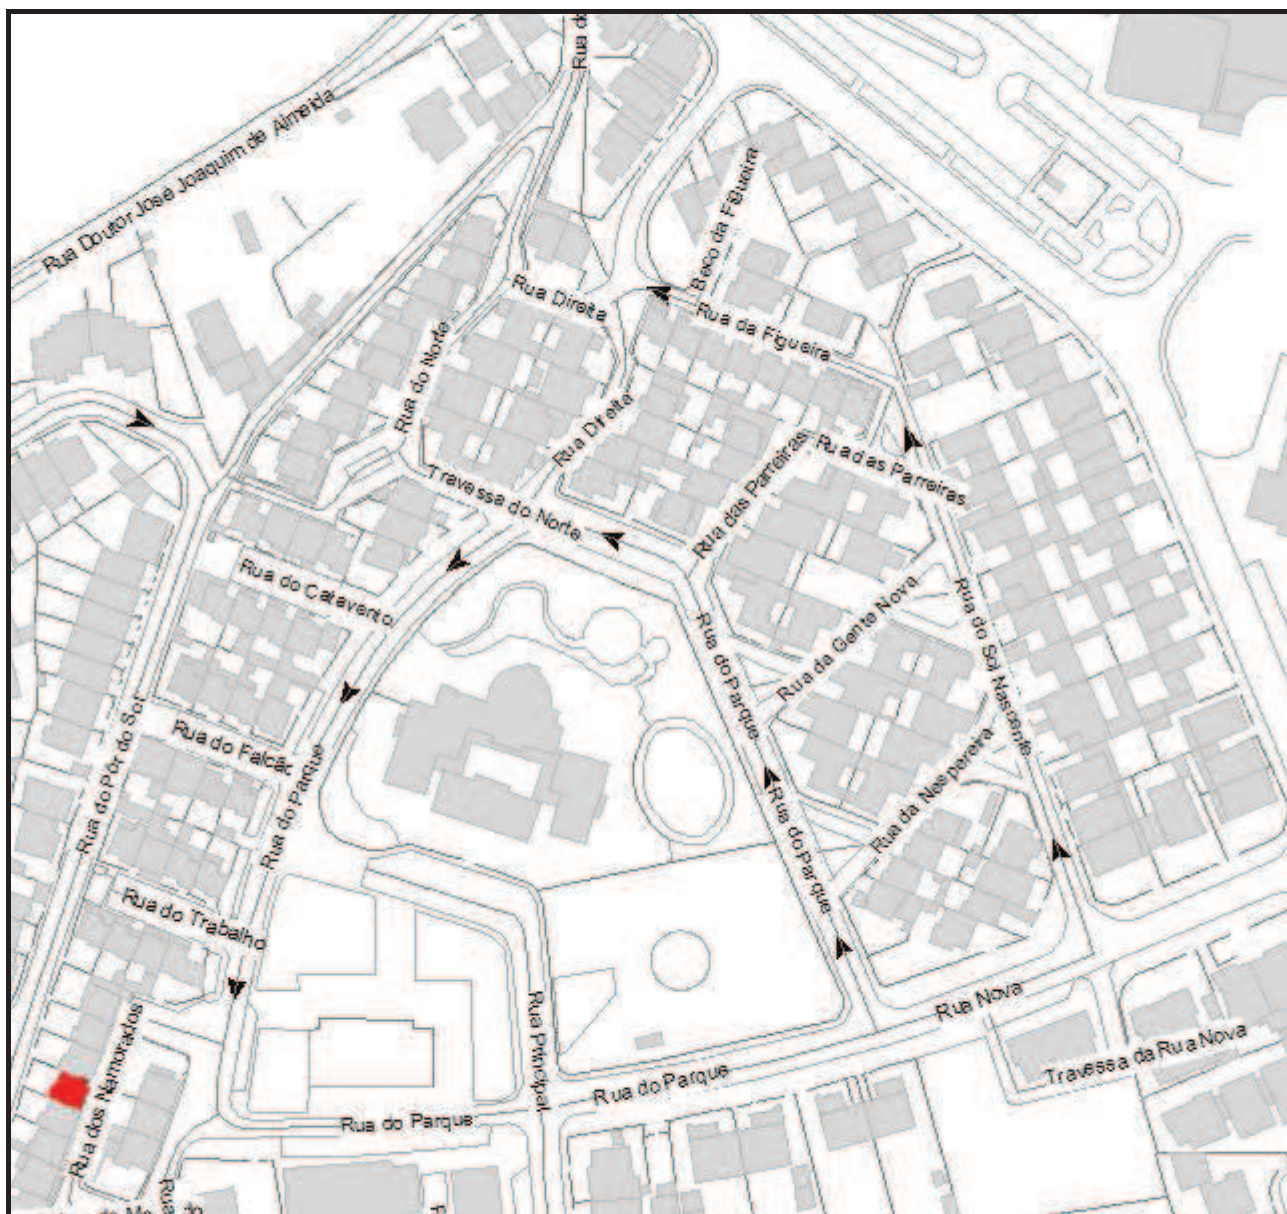 Rua do
Rua Doutor José Joaquim de Almeida
Beco da Figueira
Rua Direita
Rua da Figueira
Rua do Norte
Rua Direita
Rua das Parreiras
Rua das Parreiras
Travessa do Norte
Rua do Catavento
Rua da Gente Nova
Rua do Sol Nascente
Rua do Parque
Rua do Pôr do Sol
Rua do Falcão
Rua do Parque
Rua da Nespereira
Rua do Parque
Rua do Trabalho
Rua Nova
Rua Principal
Rua dos Namorados
Travessa da Rua Nova
Rua do Parque
Rua do Parque
Rua
do